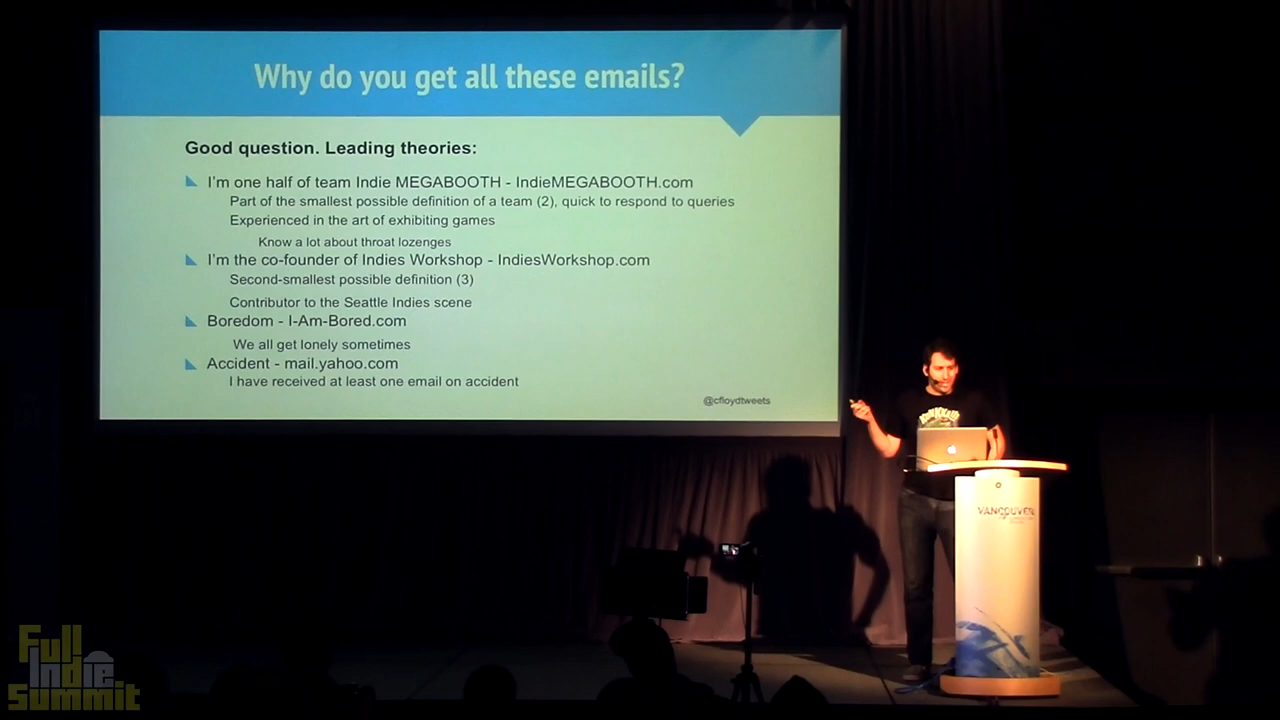 Why do you get all these emails?
Good question. Leading theories:
I'm one half of team Indie MEGABOOTH - IndieMEGABOOTH.com
Part of the smallest possible definition of a team (2), quick to respond to queries
Experienced in the art of exhibiting games
Know a lot about throat lozenges
I'm the co-founder of Indies Workshop - IndiesWorkshop.com
Second-smallest possible definition (3)
Contributor to the Seattle Indies scene
Boredom - I-Am-Bored.com
We all get lonely sometimes
Accident - mail.yahoo.com
I have received at least one email on accident
@cfloydtweets
VANCOUVER
Full
Indie
Summit